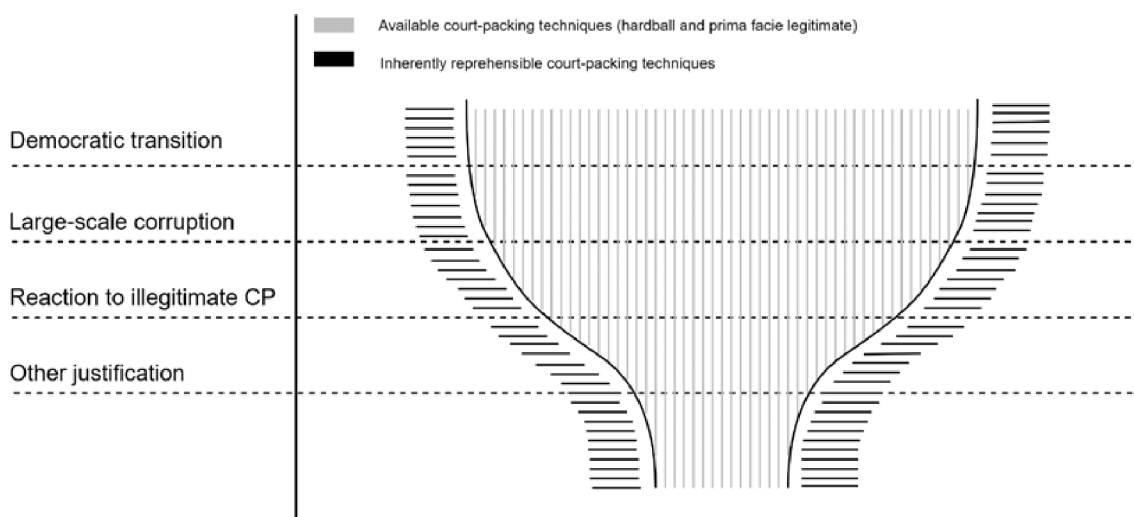 Available court-packing techniques (hardball and prima facie legitimate)
Inherently reprehensible court-packing techniques
Democratic transition
Large-scale corruption
Reaction to illegitimate CP
Other justification